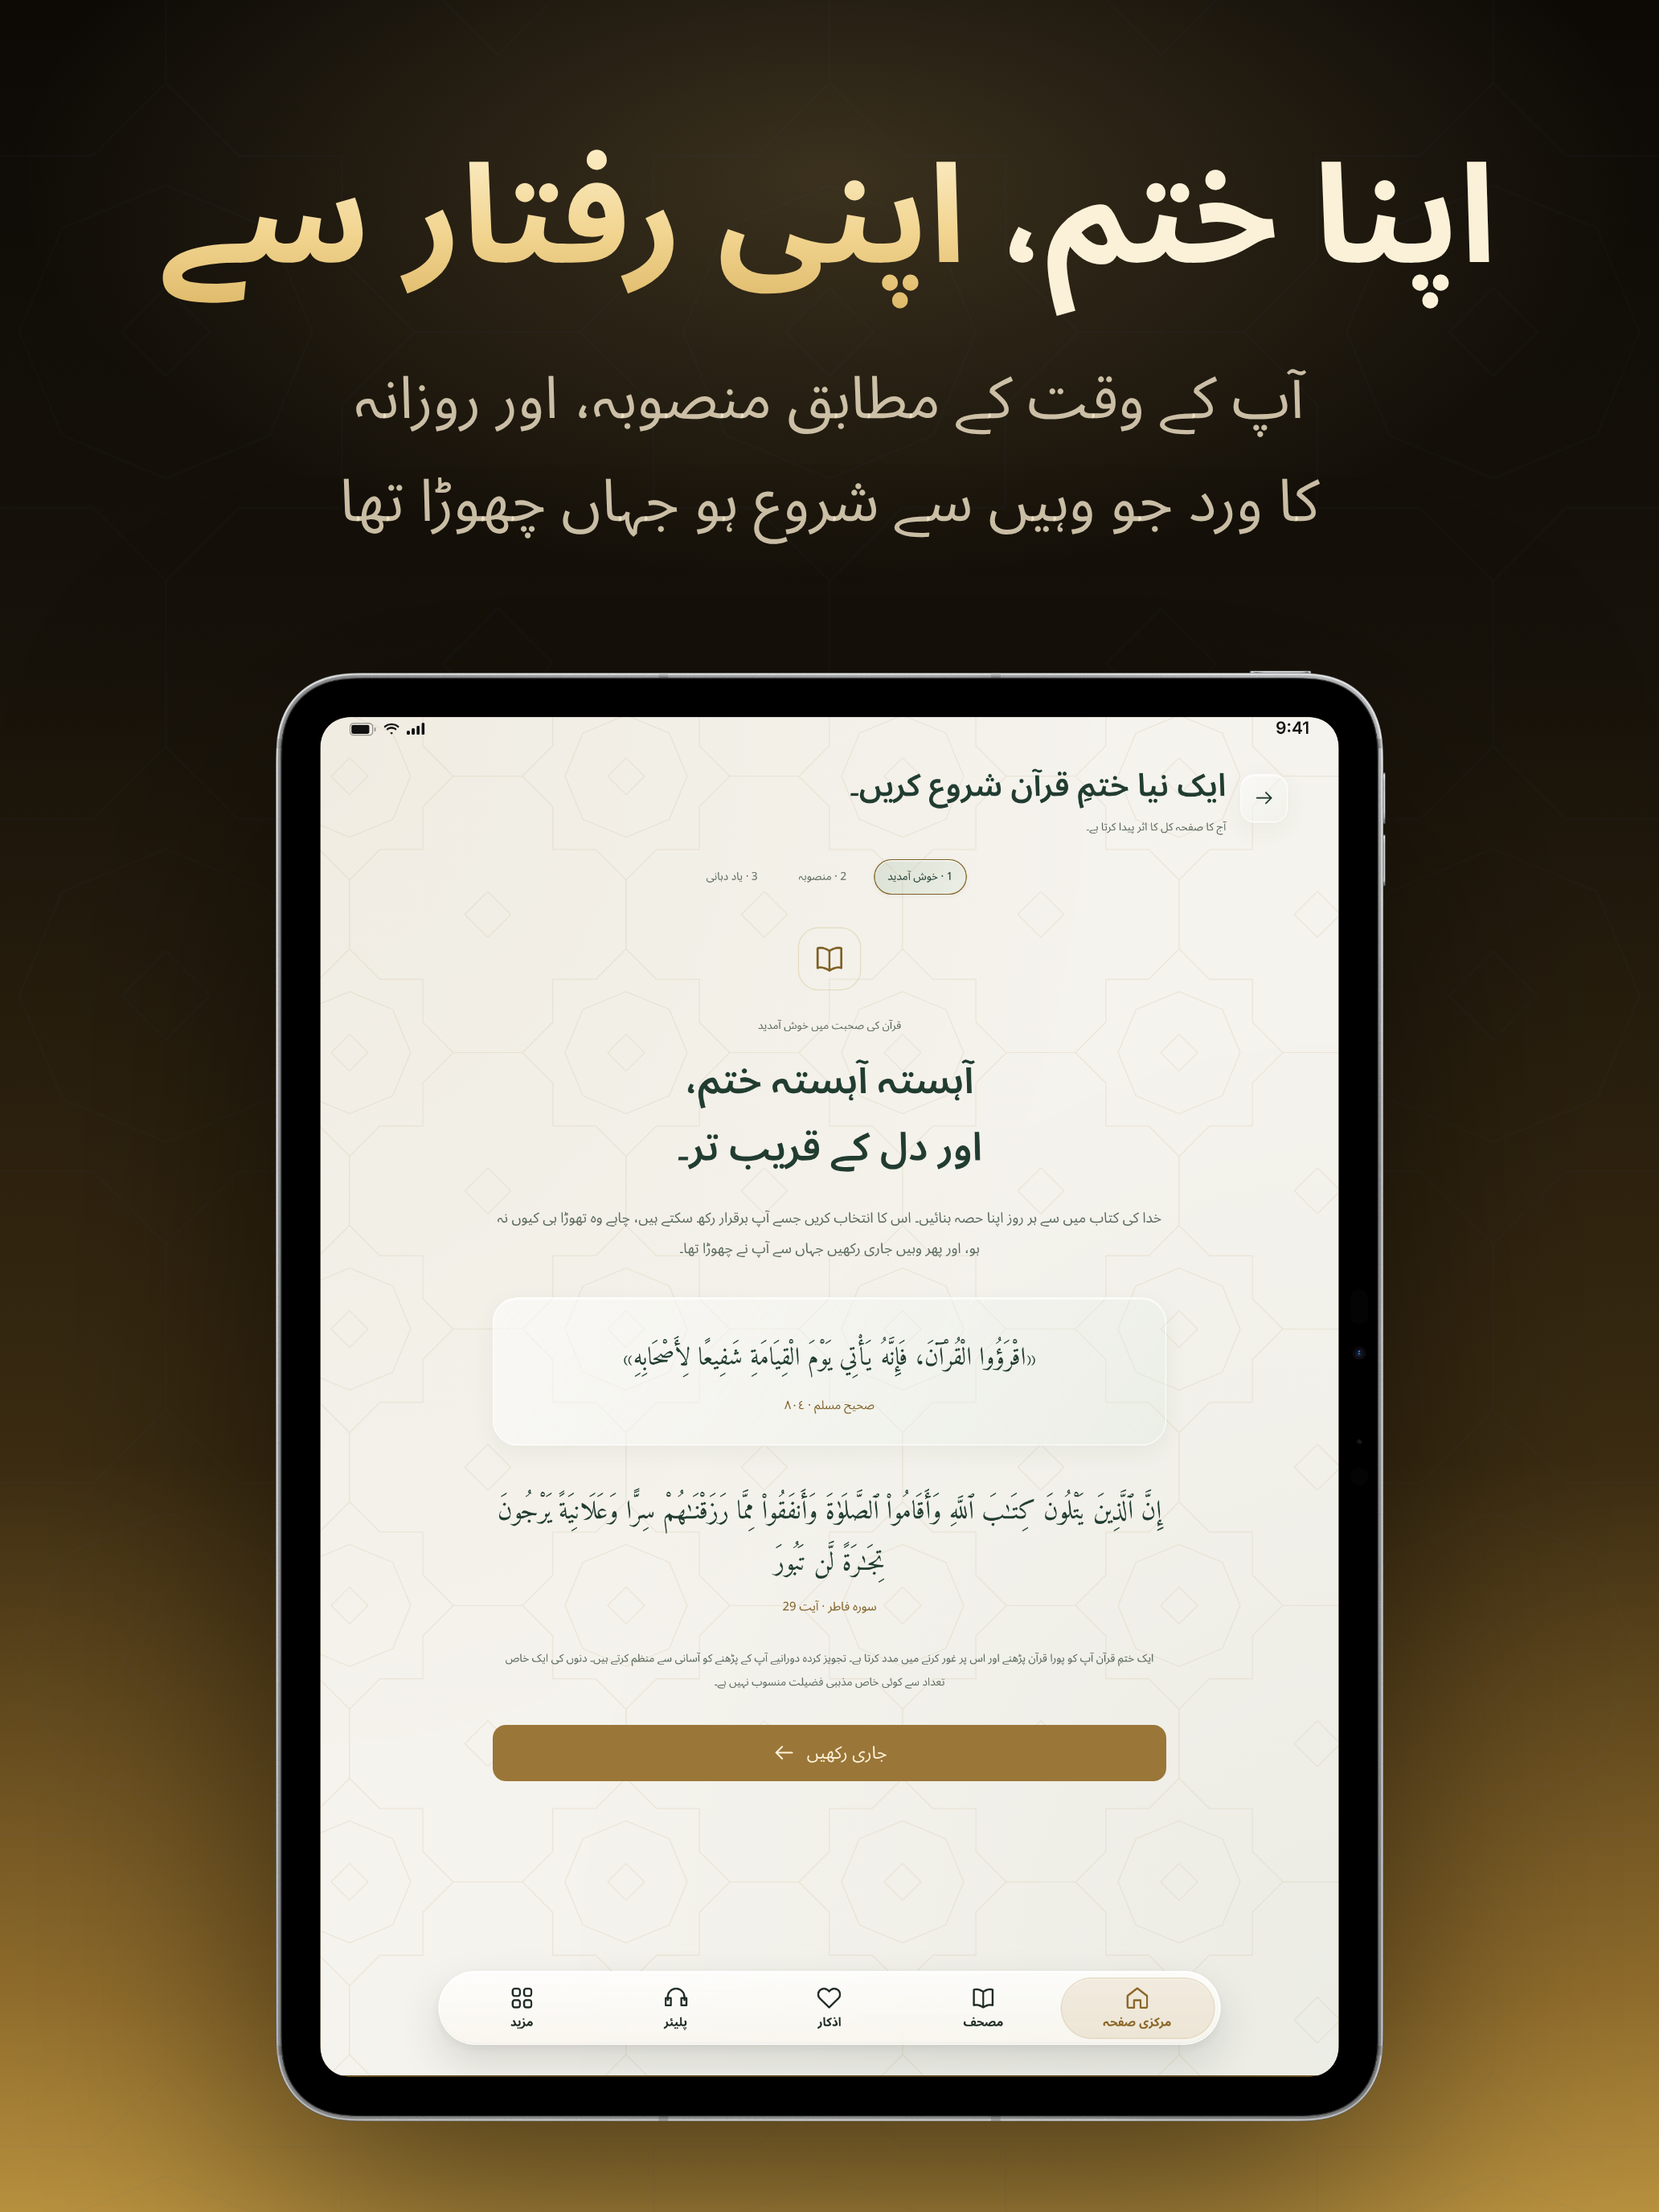 اپنا ختم، اپنی رفتار سے
آپ کے وقت کے مطابق منصوبہ، اور روزانہ
کا ورد جو وہیں سے شروع ہو جہاں چھوڑا تھا
9:41
ایک نیا ختمِ قرآن شروع کریں۔
آج کا صفحہ کل کا اثر پیدا کرتا ہے۔
1 · خوش آمدید
2 · منصوبہ
3 · یاد دہانی
قرآن کی صحبت میں خوش آمدید
آہستہ آہستہ ختم،
اور دل کے قریب تر۔
خدا کی کتاب میں سے ہر روز اپنا حصہ بنائیں۔ اس کا انتخاب کریں جسے آپ برقرار رکھ سکتے ہیں، چاہے وہ تھوڑا ہی کیوں نہ
ہو، اور پھر وہیں جاری رکھیں جہاں سے آپ نے چھوڑا تھا۔
«اقْرَؤُوا الْقُرْآنَ، فَإِنَّهُ يَأْتِي يَوْمَ الْقِيَامَةِ شَفِيعًا لِأَصْحَابِهِ»
صحیح مسلم · ٨٠٤
إِنَّ ٱلَّذِينَ يَتْلُونَ كِتَـٰبَ ٱللَّهِ وَأَقَامُوا۟ ٱلصَّلَوٰةَ وَأَنفَقُوا۟ مِمَّا رَزَقْنَـٰهُمْ سِرًّا وَعَلَانِيَةً يَرْجُونَ
تِجَـٰرَةً لَّن تَبُورَ
سورہ فاطر · آیت 29
ایک ختم قرآن آپ کو پورا قرآن پڑھنے اور اس پر غور کرنے میں مدد کرتا ہے۔ تجویز کردہ دورانیے آپ کے پڑھنے کو آسانی سے منظم کرتے ہیں۔ دنوں کی ایک خاص
تعداد سے کوئی خاص مذہبی فضیلت منسوب نہیں ہے۔
جاری رکھیں
مرکزی صفحہ
مصحف
اذکار
پلیئر
مزید